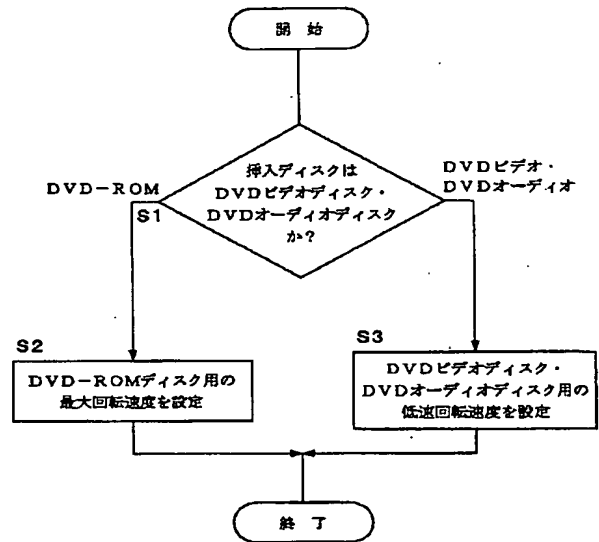 開始
挿入ディスクは
DVDビデオディスク・
DVDオーディオディスク
か?
DVD-ROM
S1
DVDビデオ・
DVDオーディオ
S2
DVD-ROMディスク用の
最大回転速度を設定
S3
DVDビデオディスク・
DVDオーディオディスク用の
低速回転速度を設定
終了